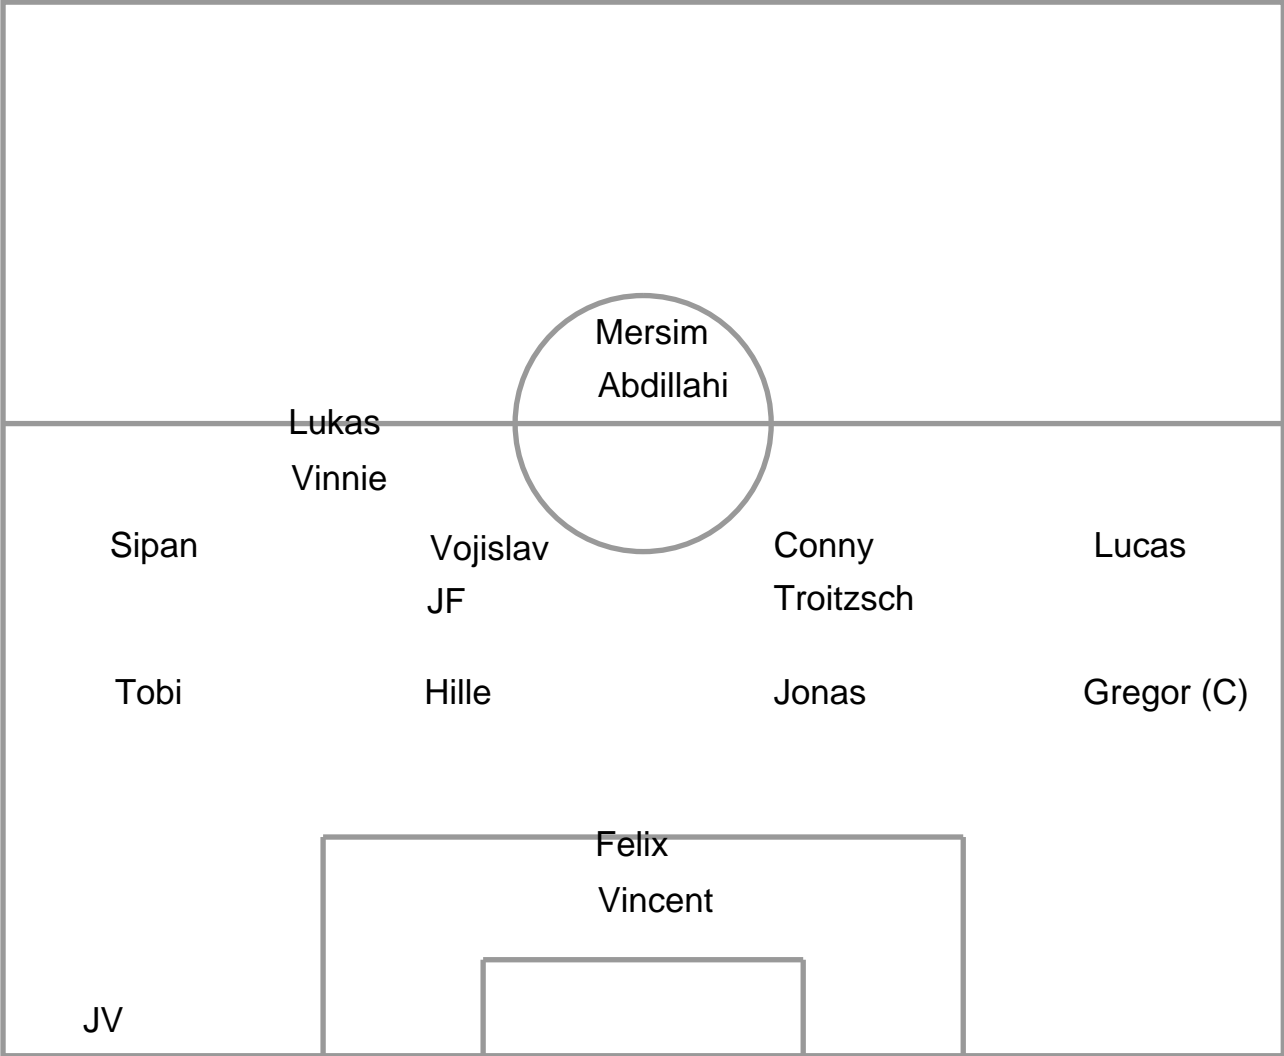 Mersim
Abdillahi
Lukas
Vinnie
Sipan
Vojislav
Conny
Lucas
JF
Troitzsch
Tobi
Hille
Jonas
Gregor (C)
Felix
Vincent
JV